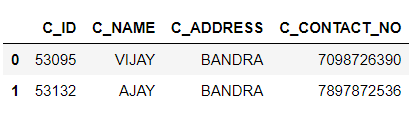 C_ID C_NAME C_ADDRESS C_CONTACT_NO
0 53095 VIJAY BANDRA 7098726390
1 53132 AJAY BANDRA 7897872536